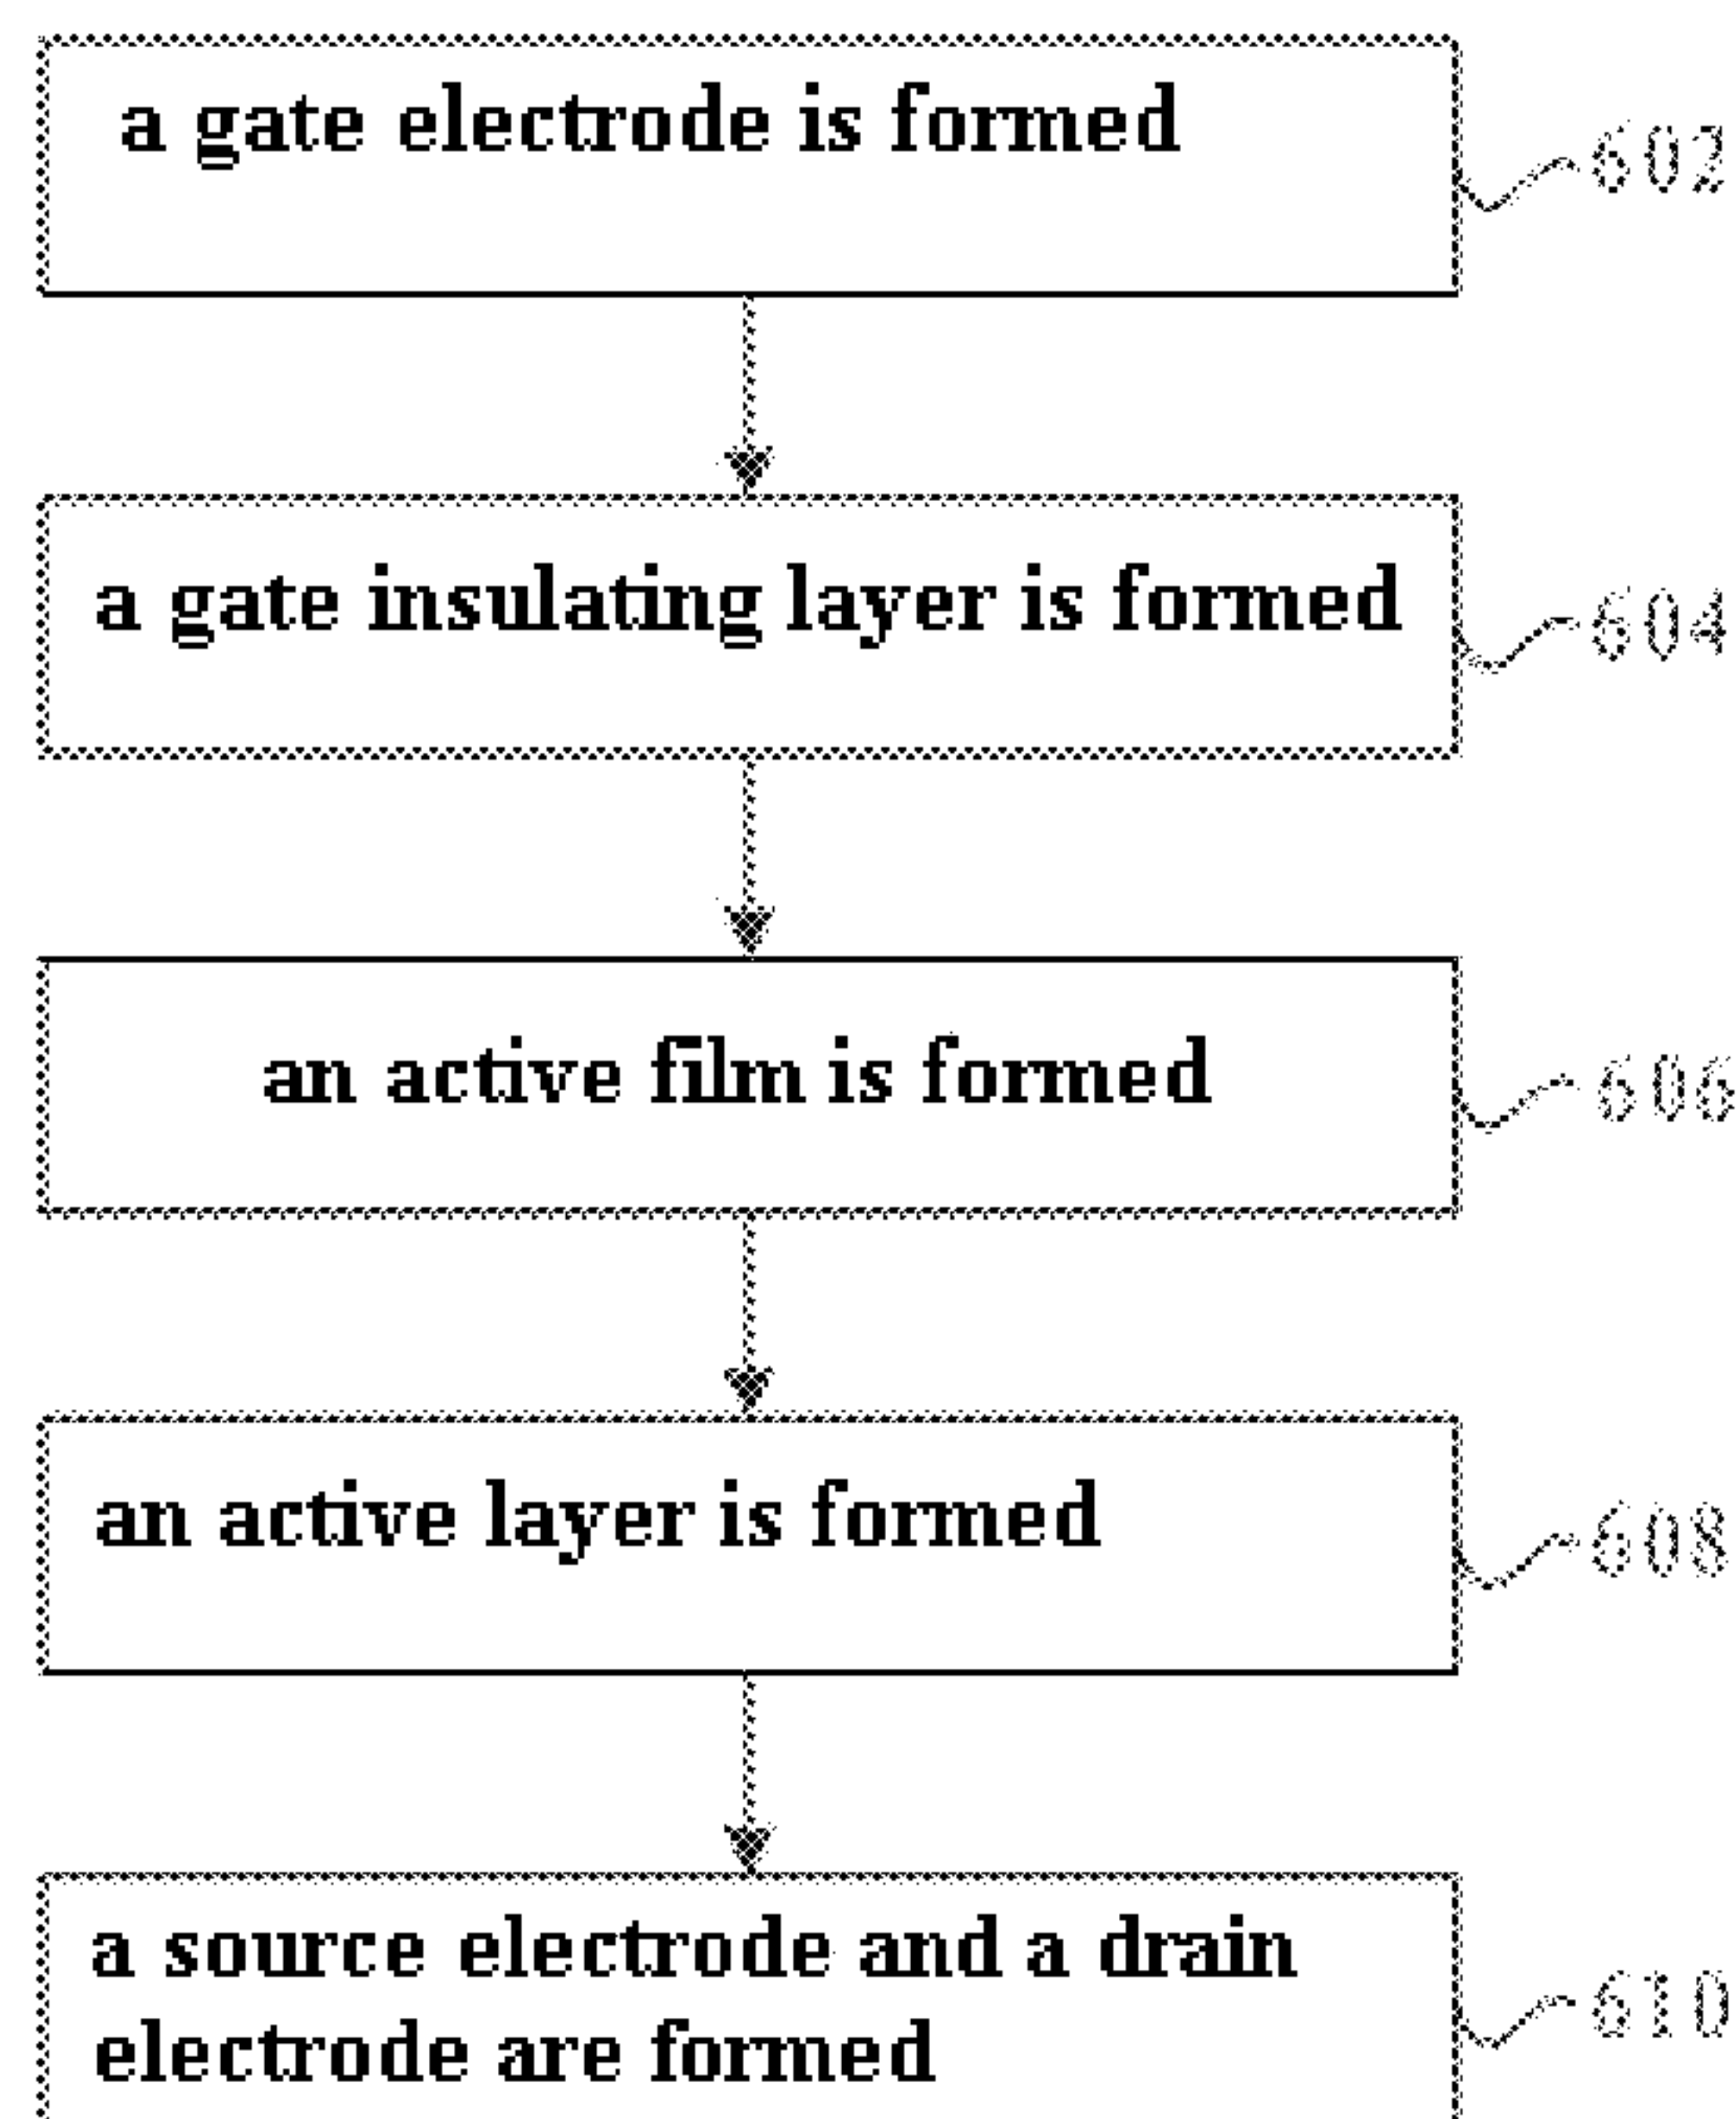 a gate electrode is formed
602
a gate insulating layer is formed
604
an active film is formed
606
an active layer is formed
608
a source electrode and a drain
electrode are formed
610